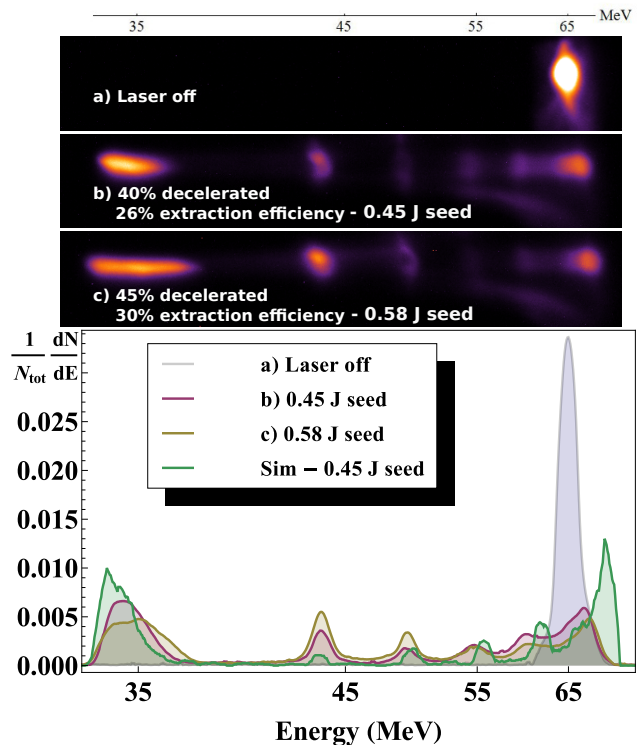 MeV
35 45 55 65
a) Laser off
b) 40% decelerated
26% extraction efficiency - 0.45 J seed
c) 45% decelerated
30% extraction efficiency - 0.58 J seed
1 dN
N_tot dE
a) Laser off
b) 0.45 J seed
c) 0.58 J seed
Sim − 0.45 J seed
0.025
0.020
0.015
0.010
0.005
0.000
35 45 55 65
Energy (MeV)